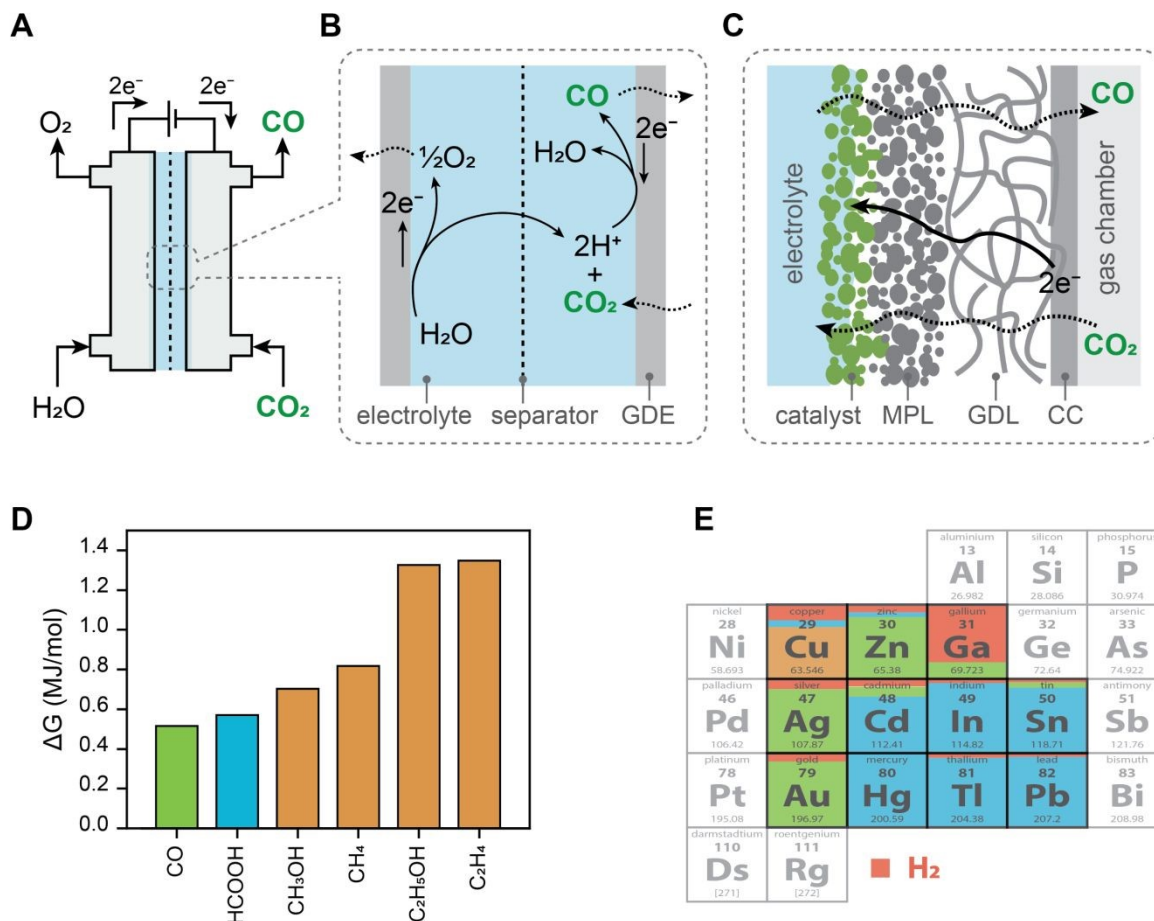 A
2e⁻ 2e⁻
O₂ CO
H₂O CO₂
B
CO
2e⁻
H₂O
½O₂
2e⁻
2H⁺
+
CO₂
H₂O
electrolyte separator GDE
C
electrolyte
CO
2e⁻
gas chamber
CO₂
catalyst MPL GDL CC
D
ΔG (MJ/mol)
1.4
1.2
1.0
0.8
0.6
0.4
0.2
0.0
CO
HCOOH
CH₃OH
CH₄
C₂H₅OH
C₂H₄
E
aluminium silicon phosphorus
13 14 15
Al Si P
26.982 28.086 30.974
nickel copper zinc gallium germanium arsenic
28 29 30 31 32 33
Ni Cu Zn Ga Ge As
58.693 63.546 65.38 69.723 72.64 74.922
palladium silver cadmium indium tin antimony
46 47 48 49 50 51
Pd Ag Cd In Sn Sb
106.42 107.87 112.41 114.82 118.71 121.76
platinum gold mercury thallium lead bismuth
78 79 80 81 82 83
Pt Au Hg Tl Pb Bi
195.08 196.97 200.59 204.38 207.2 208.98
darmstadtium roentgenium
110 111
Ds Rg
[271] [272]
H₂